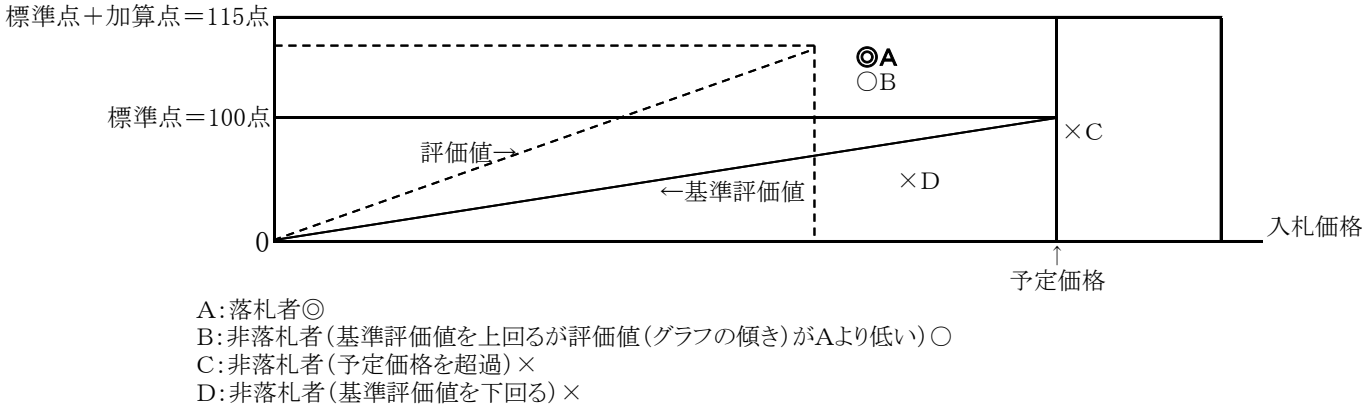 標準点＋加算点＝115点
◎A
○B
標準点＝100点
×C
評価値→
×D
←基準評価値
入札価格
0
↑
予定価格
A：落札者◎
B：非落札者（基準評価値を上回るが評価値（グラフの傾き）がAより低い）○
C：非落札者（予定価格を超過）×
D：非落札者（基準評価値を下回る）×